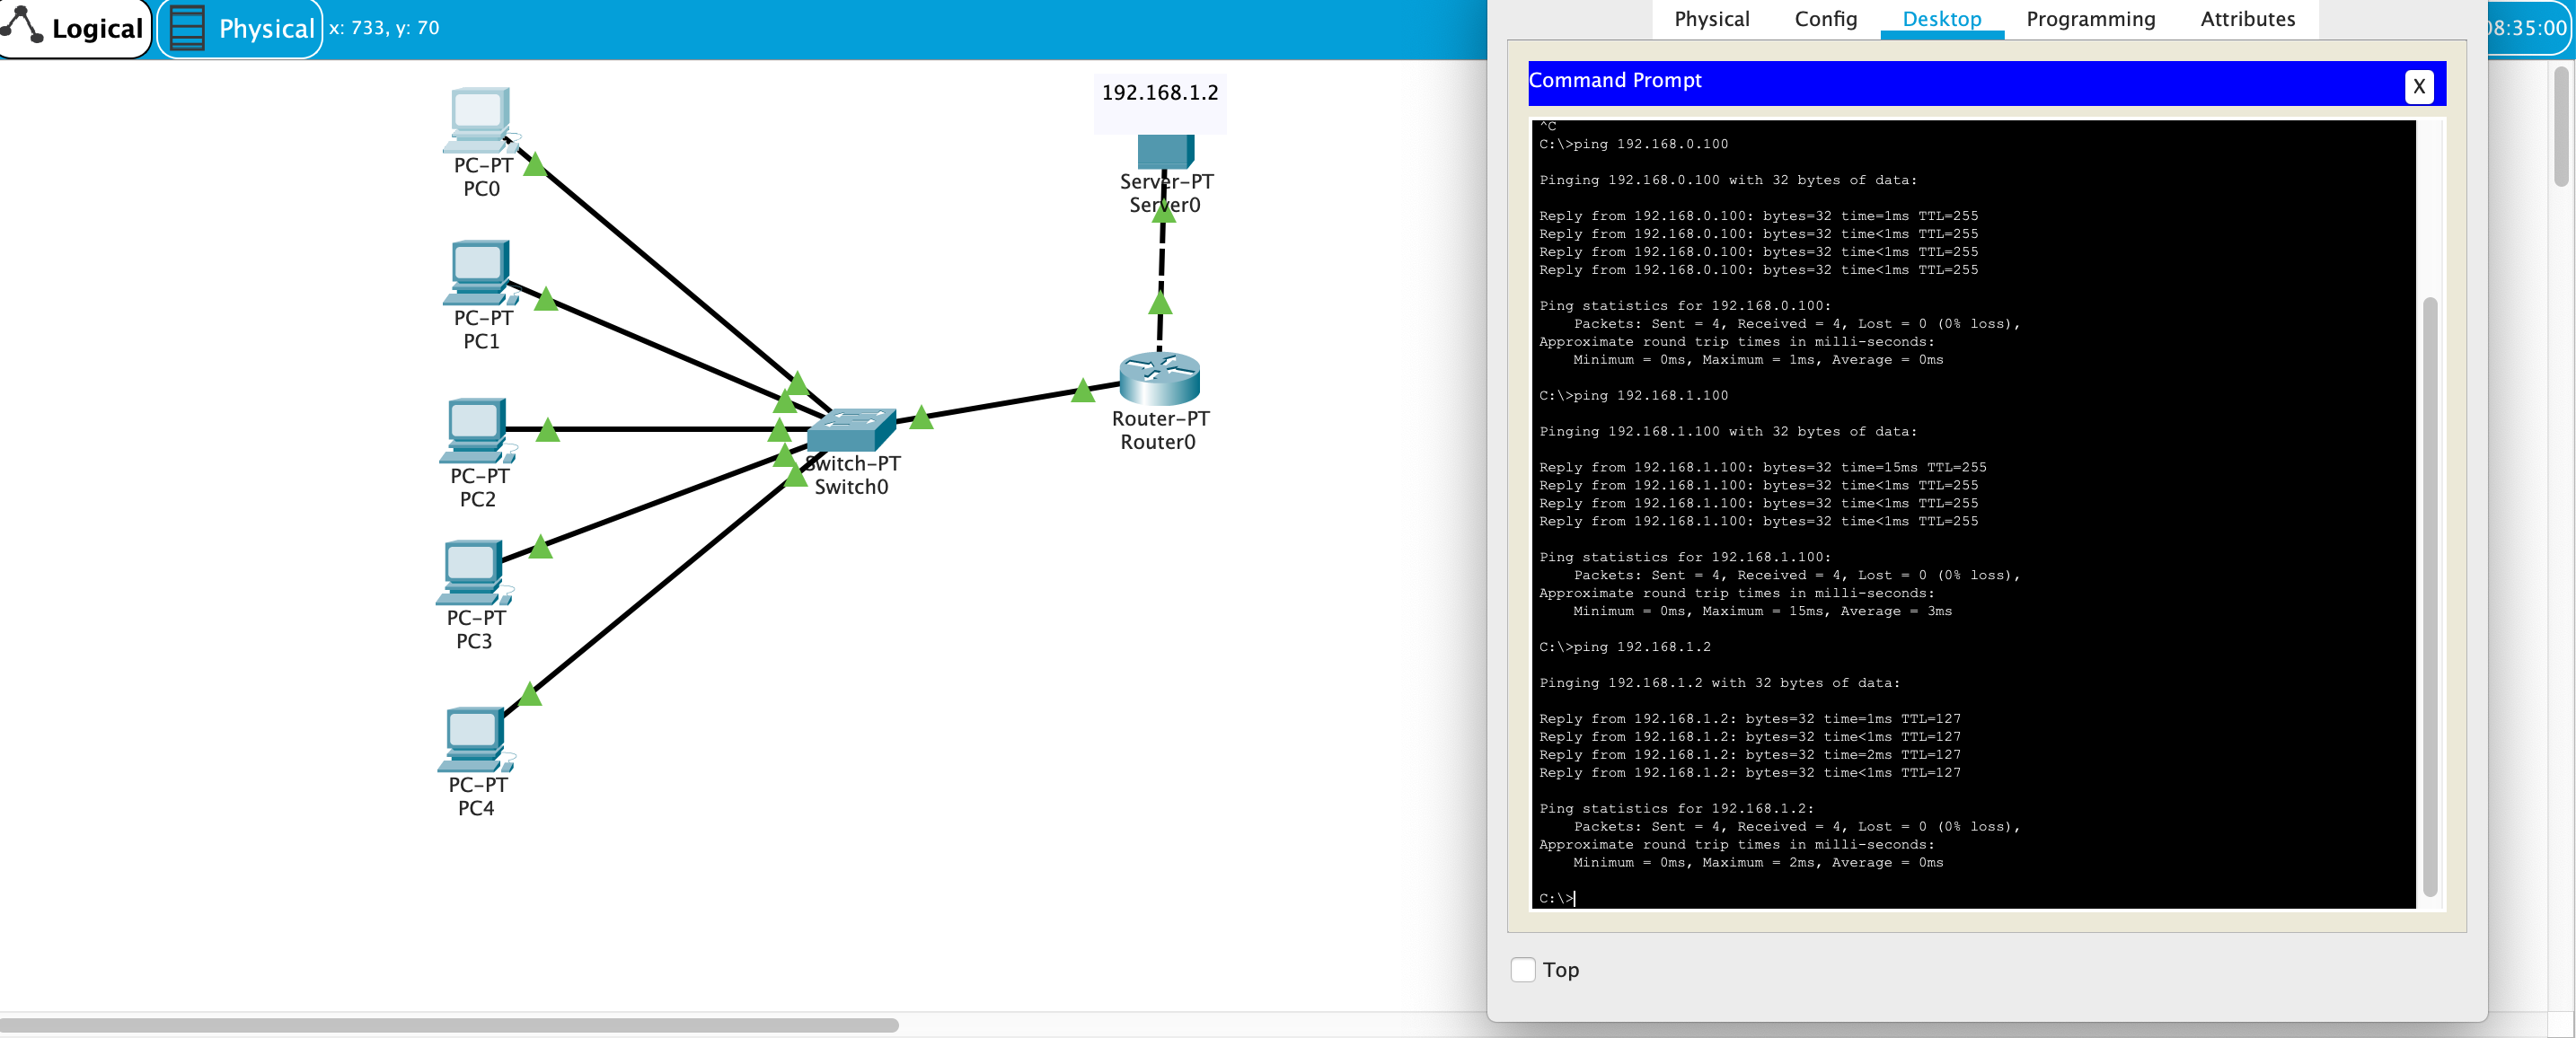 Logical
Physical
x: 733, y: 70
192.168.1.2
PC-PT
PC0
Server-PT
Server0
PC-PT
PC1
Router-PT
Router0
Switch-PT
Switch0
PC-PT
PC2
PC-PT
PC3
PC-PT
PC4
Physical Config Desktop Programming Attributes
08:35:00
Command Prompt
X
^C
C:\>ping 192.168.0.100
Pinging 192.168.0.100 with 32 bytes of data:
Reply from 192.168.0.100: bytes=32 time=1ms TTL=255
Reply from 192.168.0.100: bytes=32 time<1ms TTL=255
Reply from 192.168.0.100: bytes=32 time<1ms TTL=255
Reply from 192.168.0.100: bytes=32 time<1ms TTL=255
Ping statistics for 192.168.0.100:
Packets: Sent = 4, Received = 4, Lost = 0 (0% loss),
Approximate round trip times in milli-seconds:
Minimum = 0ms, Maximum = 1ms, Average = 0ms
C:\>ping 192.168.1.100
Pinging 192.168.1.100 with 32 bytes of data:
Reply from 192.168.1.100: bytes=32 time=15ms TTL=255
Reply from 192.168.1.100: bytes=32 time<1ms TTL=255
Reply from 192.168.1.100: bytes=32 time<1ms TTL=255
Reply from 192.168.1.100: bytes=32 time<1ms TTL=255
Ping statistics for 192.168.1.100:
Packets: Sent = 4, Received = 4, Lost = 0 (0% loss),
Approximate round trip times in milli-seconds:
Minimum = 0ms, Maximum = 15ms, Average = 3ms
C:\>ping 192.168.1.2
Pinging 192.168.1.2 with 32 bytes of data:
Reply from 192.168.1.2: bytes=32 time=1ms TTL=127
Reply from 192.168.1.2: bytes=32 time<1ms TTL=127
Reply from 192.168.1.2: bytes=32 time=2ms TTL=127
Reply from 192.168.1.2: bytes=32 time<1ms TTL=127
Ping statistics for 192.168.1.2:
Packets: Sent = 4, Received = 4, Lost = 0 (0% loss),
Approximate round trip times in milli-seconds:
Minimum = 0ms, Maximum = 2ms, Average = 0ms
C:\>
Top